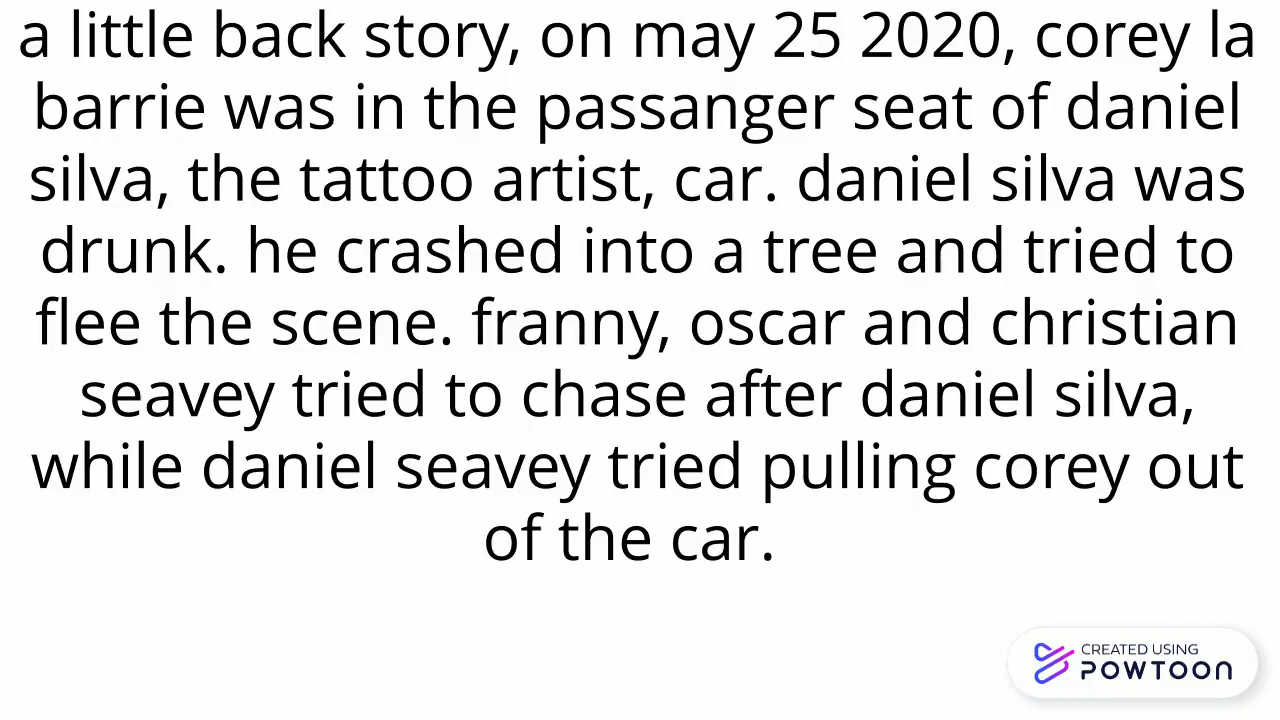 a little back story, on may 25 2020, corey la
barrie was in the passanger seat of daniel
silva, the tattoo artist, car. daniel silva was
drunk. he crashed into a tree and tried to
flee the scene. franny, oscar and christian
seavey tried to chase after daniel silva,
while daniel seavey tried pulling corey out
of the car.
CREATED USING
POWTOON